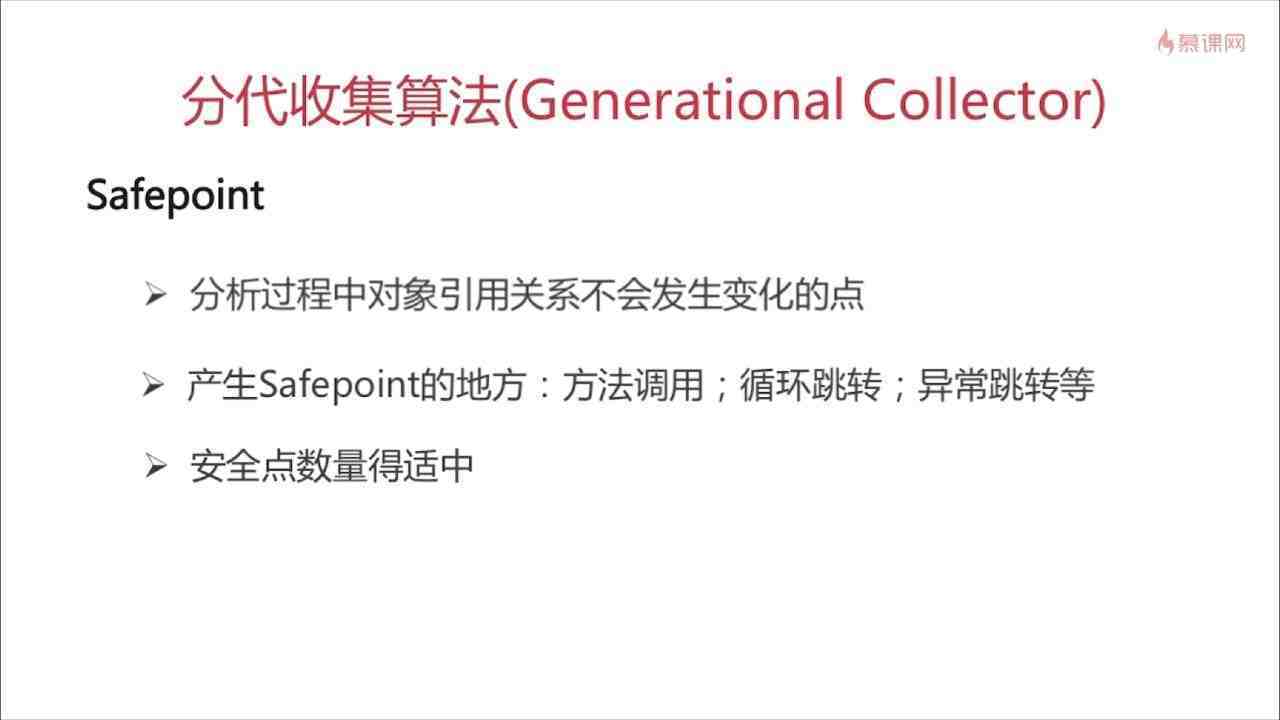 慕课网
分代收集算法(Generational Collector)
Safepoint
➢ 分析过程中对象引用关系不会发生变化的点
➢ 产生Safepoint的地方：方法调用；循环跳转；异常跳转等
➢ 安全点数量得适中